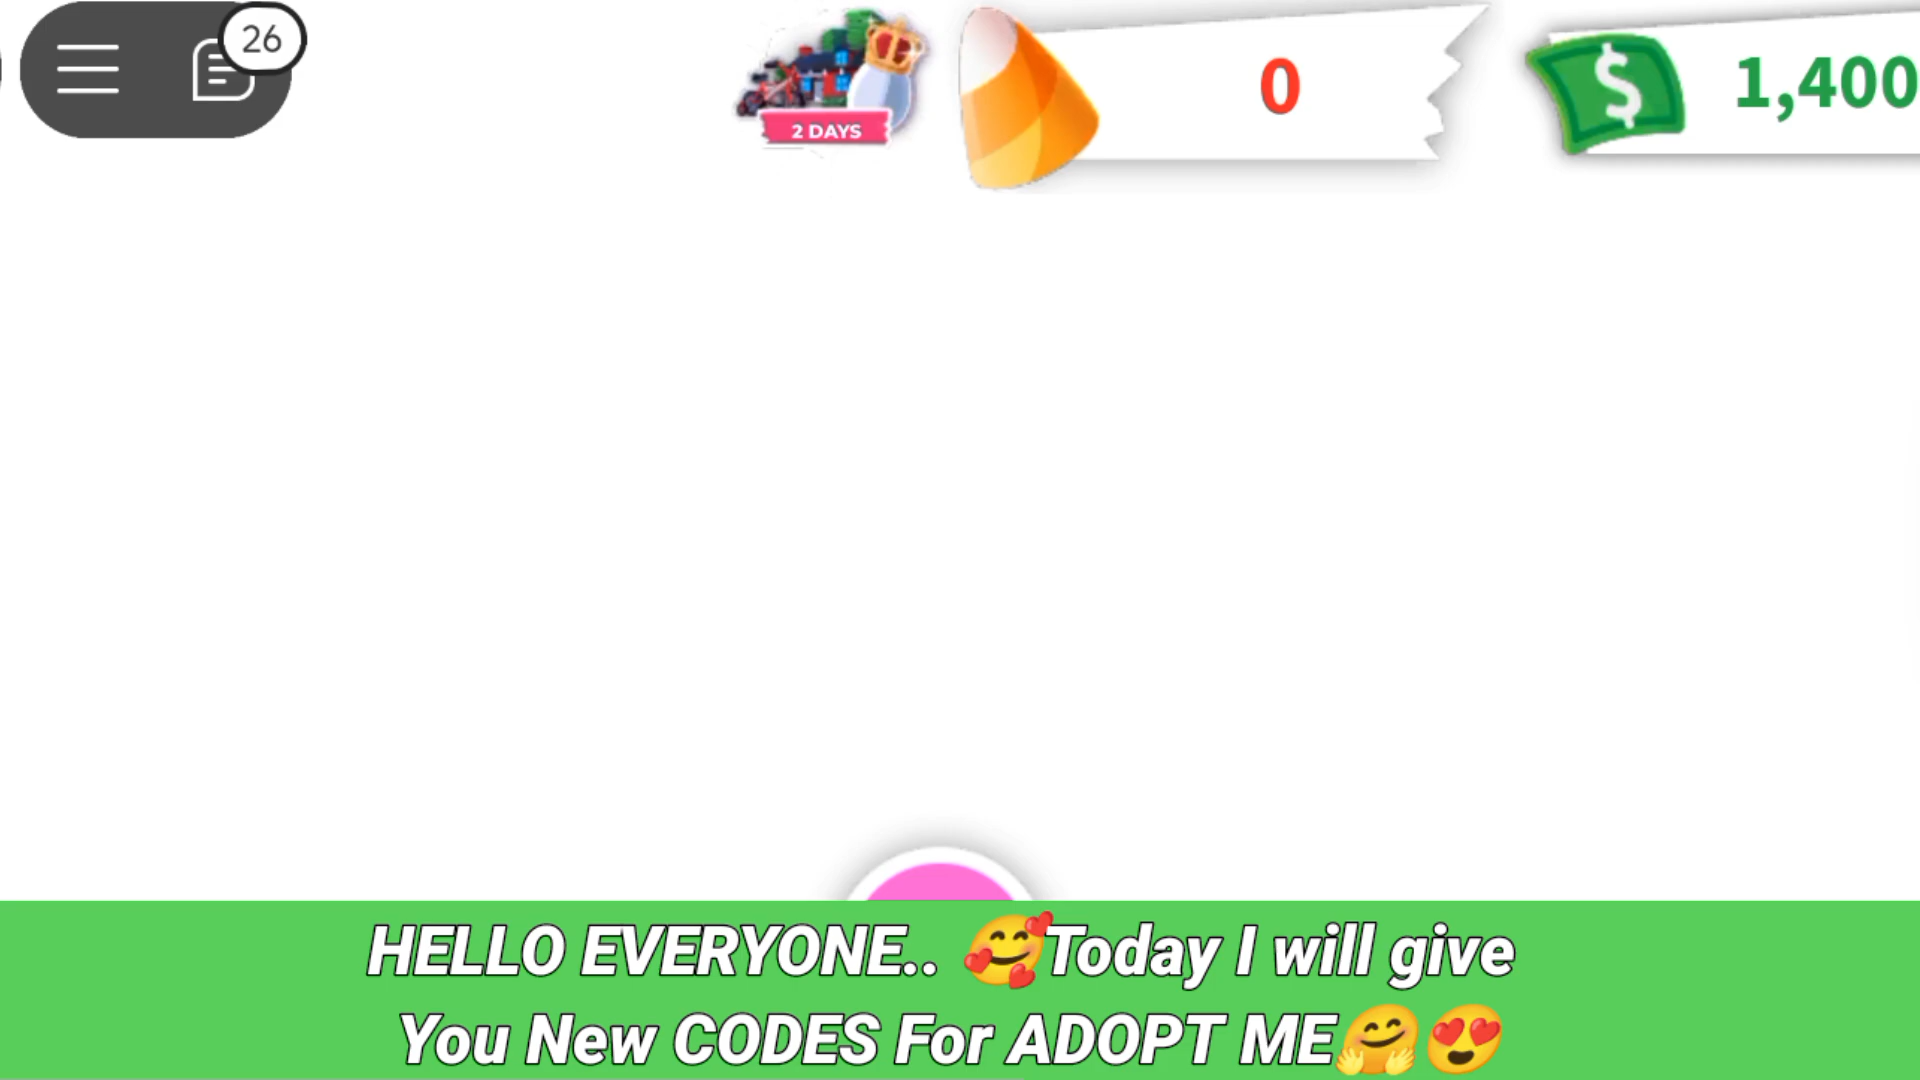 26
2 DAYS
0
1,400
HELLO EVERYONE.. 🥰Today I will give
You New CODES For ADOPT ME🤗😍